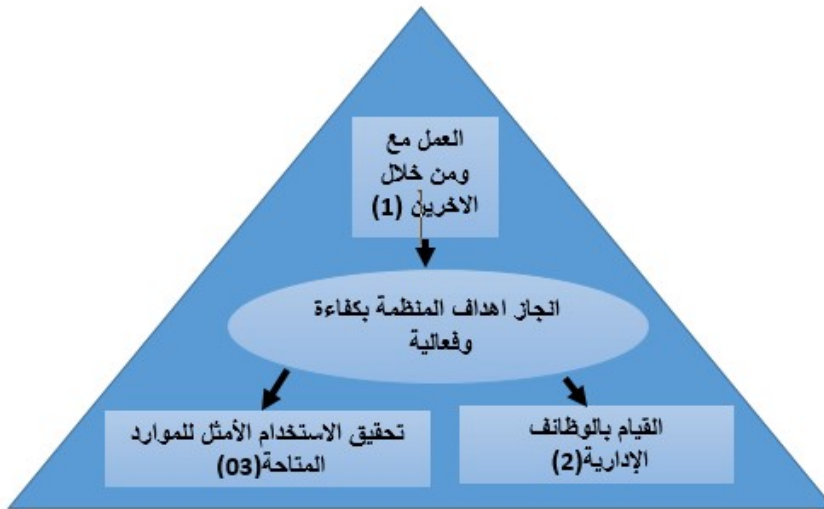 العمل مع
ومن خلال
الاخرين (1)
انجاز اهداف المنظمة بكفاءة
وفعالية
القيام بالوظائف
الإدارية(2)
تحقيق الاستخدام الأمثل للموارد
المتاحة(03)